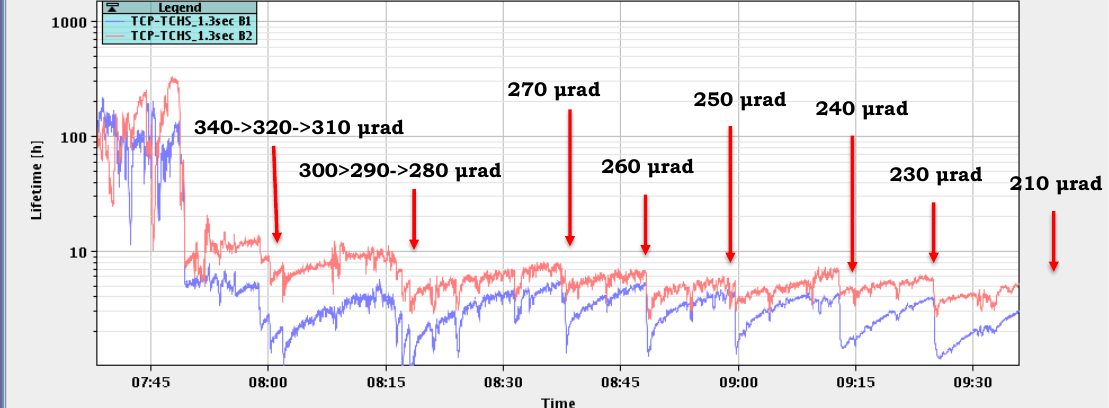 Legend
TCP-TCHS_1.3sec B1
TCP-TCHS_1.3sec B2
1000
100
10
Lifetime [h]
270 µrad
250 µrad
240 µrad
340->320->310 µrad
300>290->280 µrad
260 µrad
230 µrad
210 µrad
07:45 08:00 08:15 08:30 08:45 09:00 09:15 09:30
Time